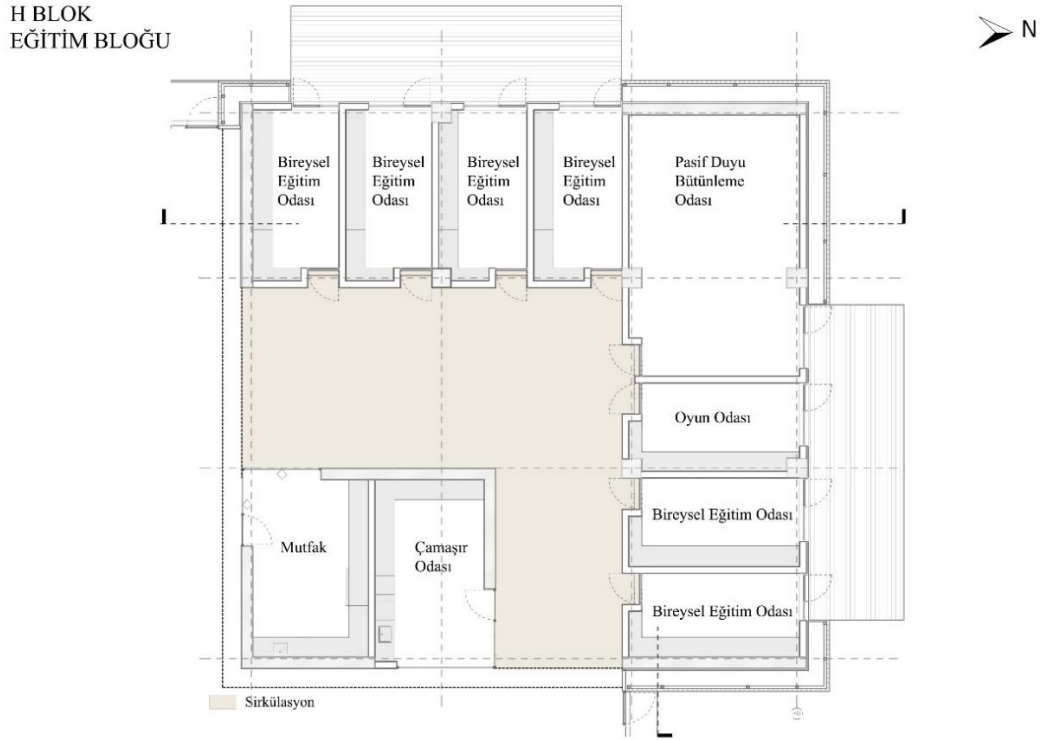 H BLOK
EĞİTİM BLOĞU
N
Bireysel
Eğitim
Odası
Bireysel
Eğitim
Odası
Bireysel
Eğitim
Odası
Bireysel
Eğitim
Odası
Pasif Duyu
Bütünleme
Odası
Oyun Odası
Bireysel Eğitim Odası
Bireysel Eğitim Odası
Mutfak
Çamaşır
Odası
Sirkülasyon